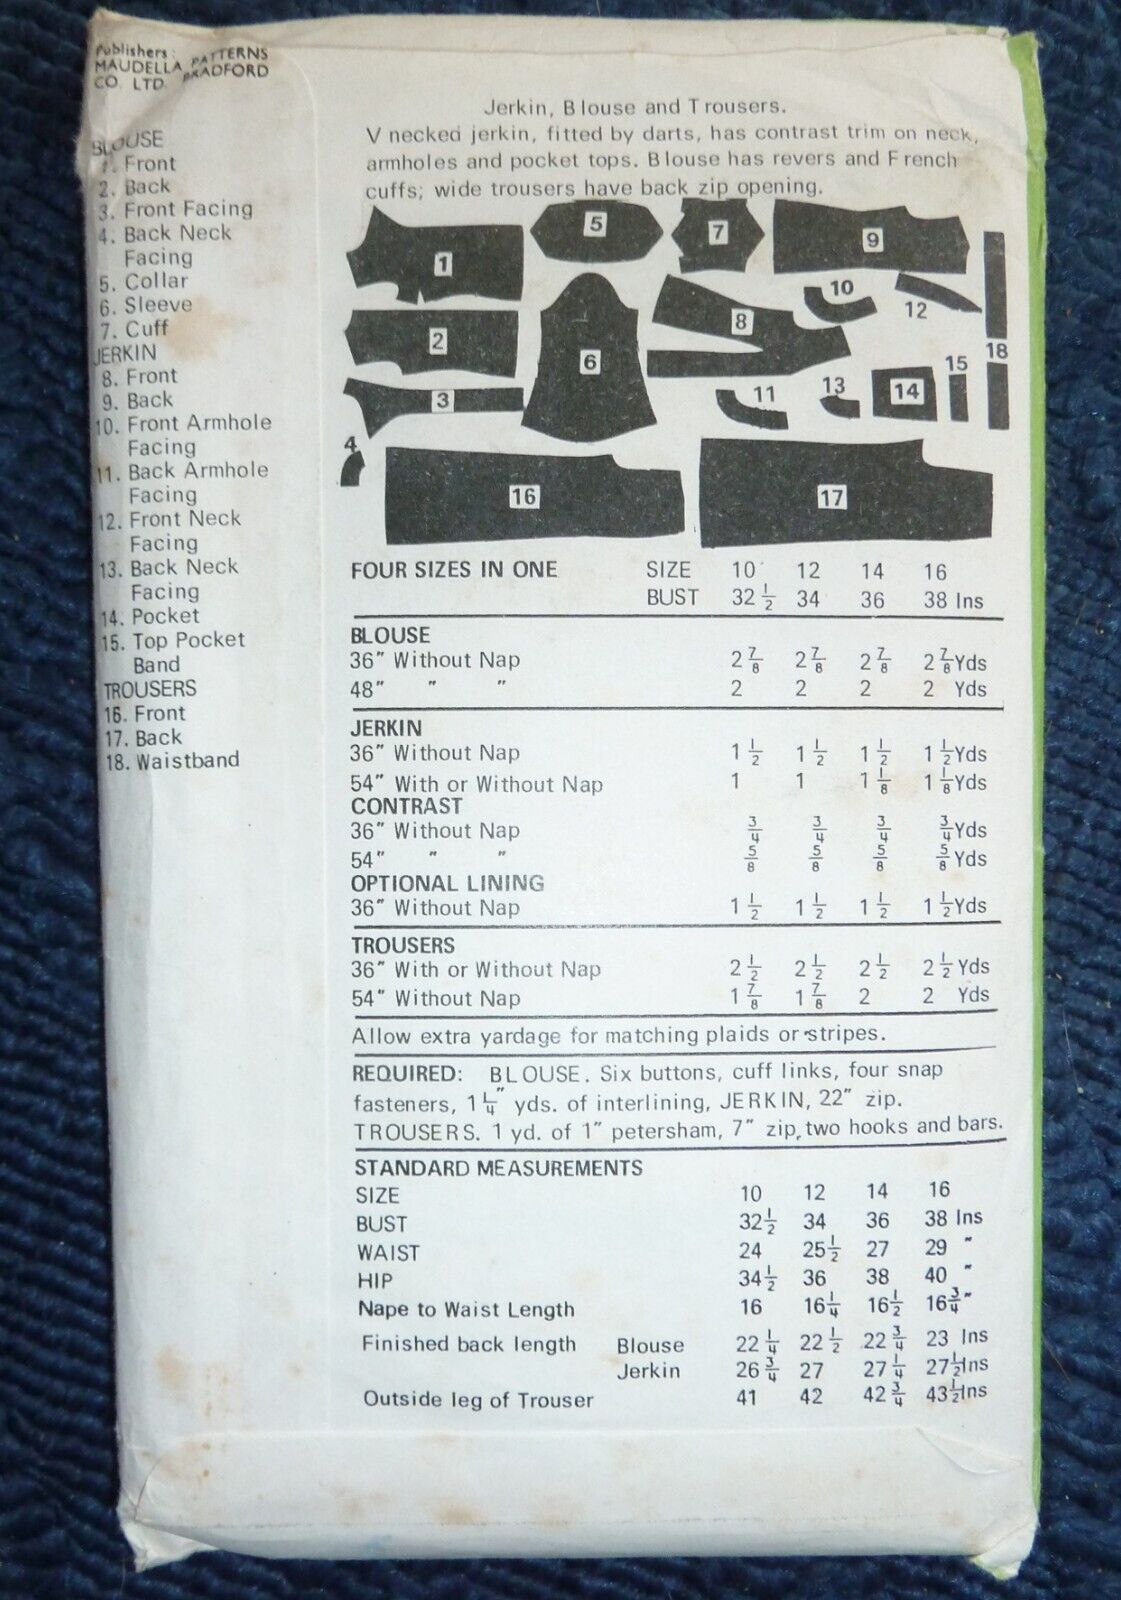 Publishers:
MAUDELLA PATTERNS
CO. LTD. BRADFORD
BLOUSE
1. Front
2. Back
3. Front Facing
4. Back Neck
Facing
5. Collar
6. Sleeve
7. Cuff
JERKIN
8. Front
9. Back
10. Front Armhole
Facing
11. Back Armhole
Facing
12. Front Neck
Facing
13. Back Neck
Facing
14. Pocket
15. Top Pocket
Band
TROUSERS
16. Front
17. Back
18. Waistband
Jerkin, Blouse and Trousers.
V necked jerkin, fitted by darts, has contrast trim on neck,
armholes and pocket tops. Blouse has revers and French
cuffs; wide trousers have back zip opening.
1
2
3
4
5
6
7
8
9
10
11
12
13
14
15
16
17
18
FOUR SIZES IN ONE SIZE 10 12 14 16
BUST 32 1/2 34 36 38 Ins
BLOUSE
36" Without Nap 2 7/8 2 7/8 2 7/8 2 7/8 Yds
48" " " 2 2 2 2 Yds
JERKIN
36" Without Nap 1 1/2 1 1/2 1 1/2 1 1/2 Yds
54" With or Without Nap 1 1 1 1/8 1 1/8 Yds
CONTRAST
36" Without Nap 3/4 3/4 3/4 3/4 Yds
54" " " 5/8 5/8 5/8 5/8 Yds
OPTIONAL LINING
36" Without Nap 1 1/2 1 1/2 1 1/2 1 1/2 Yds
TROUSERS
36" With or Without Nap 2 1/2 2 1/2 2 1/2 2 1/2 Yds
54" Without Nap 1 7/8 1 7/8 2 2 Yds
Allow extra yardage for matching plaids or stripes.
REQUIRED: BLOUSE. Six buttons, cuff links, four snap
fasteners, 1 1/4" yds. of interlining, JERKIN, 22" zip.
TROUSERS. 1 yd. of 1" petersham, 7" zip, two hooks and bars.
STANDARD MEASUREMENTS
SIZE 10 12 14 16
BUST 32 1/2 34 36 38 Ins
WAIST 24 25 1/2 27 29 "
HIP 34 1/2 36 38 40 "
Nape to Waist Length 16 16 1/4 16 1/2 16 3/4 "
Finished back length Blouse 22 1/4 22 1/2 22 3/4 23 Ins
Jerkin 26 3/4 27 27 1/4 27 1/2 Ins
Outside leg of Trouser 41 42 42 3/4 43 1/2 Ins